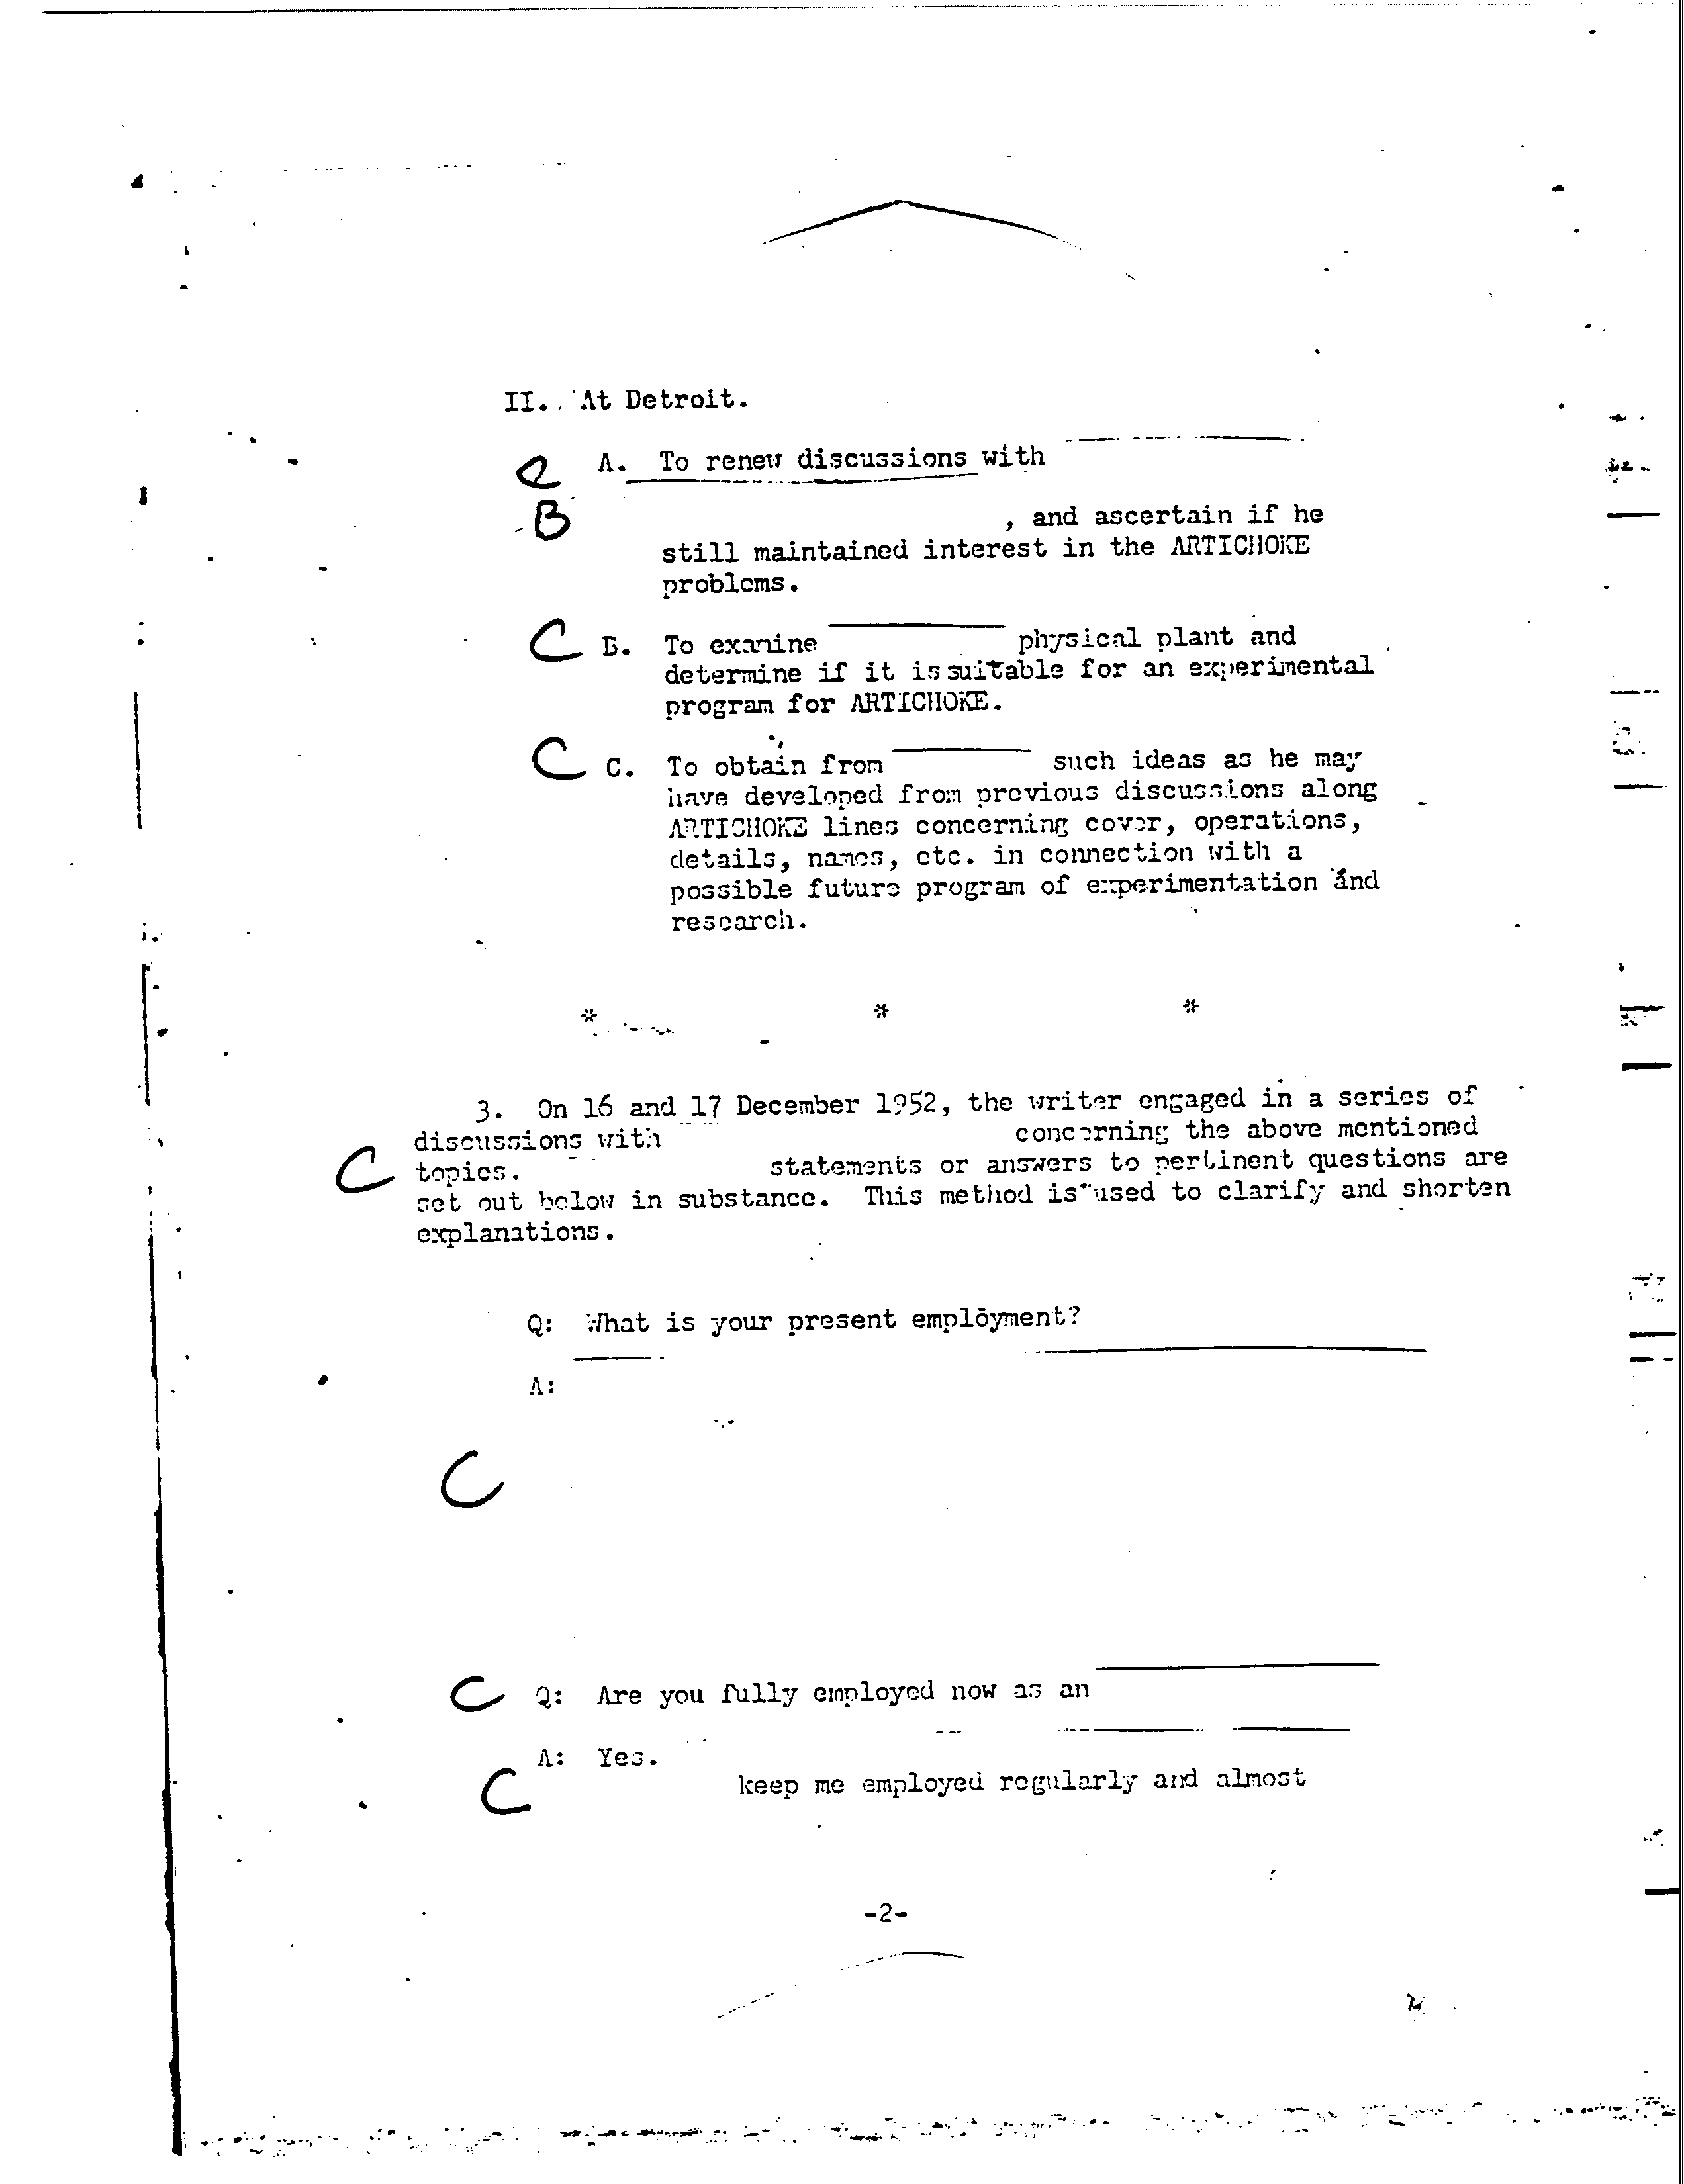 II. At Detroit.
C A. To renew discussions with
B , and ascertain if he
still maintained interest in the ARTICHOKE
problems.
C B. To examine physical plant and
determine if it is suitable for an experimental
program for ARTICHOKE.
C C. To obtain from such ideas as he may
have developed from previous discussions along
ARTICHOKE lines concerning cover, operations,
details, names, etc. in connection with a
possible future program of experimentation and
research.
* * *
3. On 16 and 17 December 1952, the writer engaged in a series of
discussions with concerning the above mentioned
C topics. statements or answers to pertinent questions are
set out below in substance. This method is used to clarify and shorten
explanations.
Q: What is your present employment?
A:
C
C Q: Are you fully employed now as an
A: Yes.
C keep me employed regularly and almost
-2-